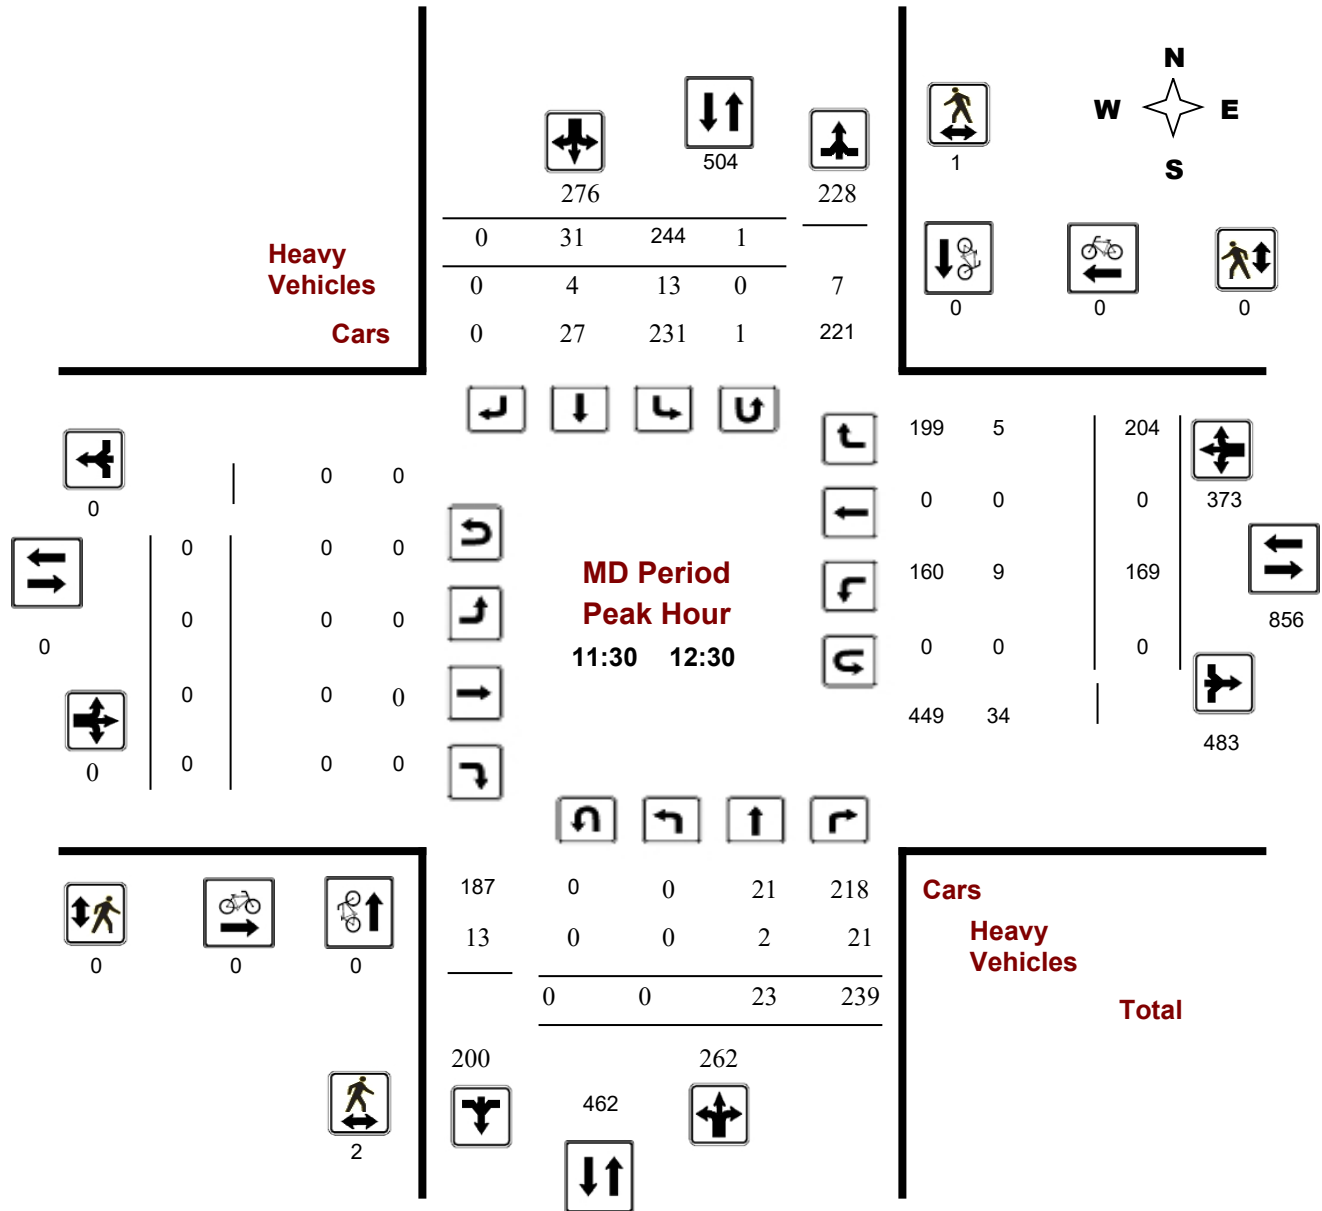 N
W E
S
504
1
276 228
0 31 244 1
Heavy
Vehicles
0 4 13 0 7
0 0 0
Cars 0 27 231 1 221
199 5 204
0 0
0 373
0 0 0
0 0 0
MD Period
160 9 169
Peak Hour
0 0 0
856
0
11:30 12:30
0 0 0
0 0 0
449 34
483
0
0 0 0
187 0 0 21 218
Cars
13 0 0 2 21
Heavy
Vehicles
0 0 0
0 0 23 239
Total
200 262
462
2